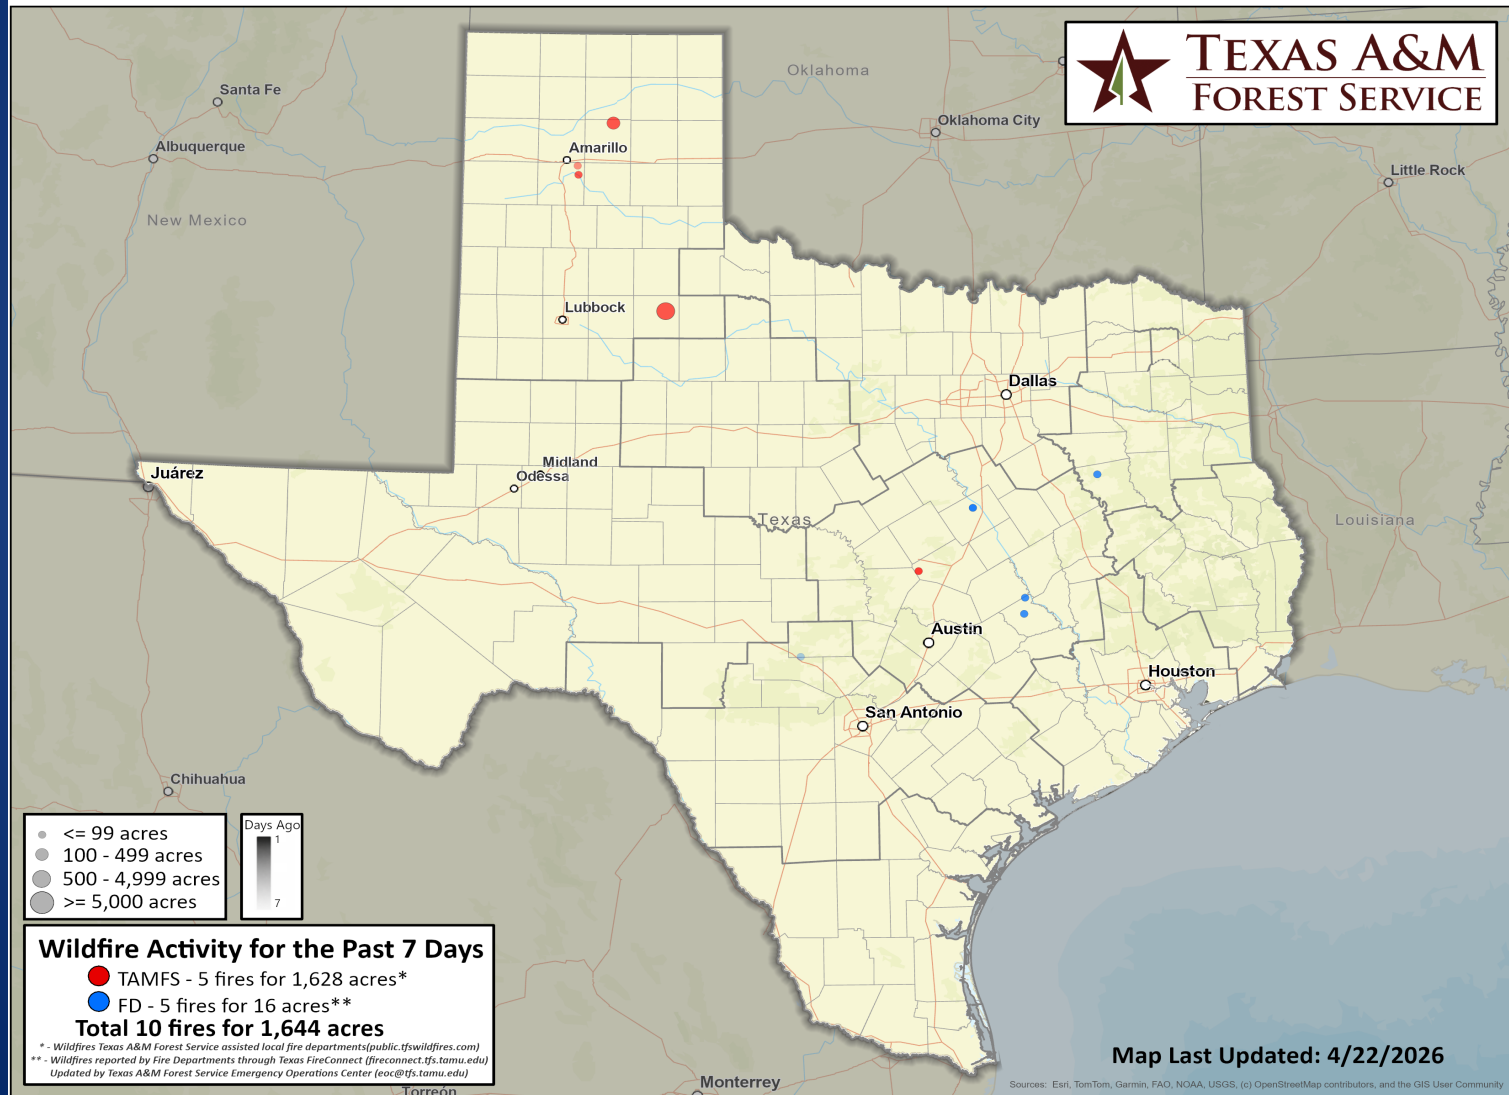 Santa Fe
Albuquerque
New Mexico
Oklahoma
Oklahoma City
Little Rock
TEXAS A&M
FOREST SERVICE
Amarillo
Lubbock
Dallas
Juárez
Midland
Odessa
Texas
Louisiana
Austin
Houston
San Antonio
Chihuahua
<= 99 acres
100 - 499 acres
500 - 4,999 acres
>= 5,000 acres
Days Ago
1
7
Wildfire Activity for the Past 7 Days
TAMFS - 5 fires for 1,628 acres*
FD - 5 fires for 16 acres**
Total 10 fires for 1,644 acres
* - Wildfires Texas A&M Forest Service assisted local fire departments(public.tfswildfires.com)
** - Wildfires reported by Fire Departments through Texas FireConnect (fireconnect.tfs.tamu.edu)
Updated by Texas A&M Forest Service Emergency Operations Center (eoc@tfs.tamu.edu)
Torreón
Monterrey
Map Last Updated: 4/22/2026
Sources: Esri, TomTom, Garmin, FAO, NOAA, USGS, (c) OpenStreetMap contributors, and the GIS User Community